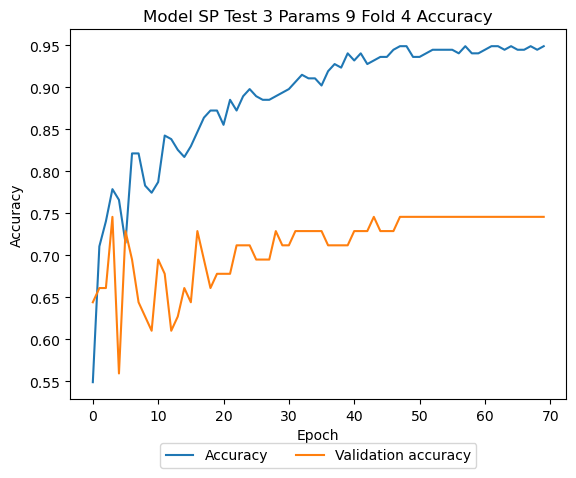 Model SP Test 3 Params 9 Fold 4 Accuracy
0.95
0.90
0.85
0.80
0.75
0.70
0.65
0.60
0.55
Accuracy
0 10 20 30 40 50 60 70
Epoch
Accuracy Validation accuracy